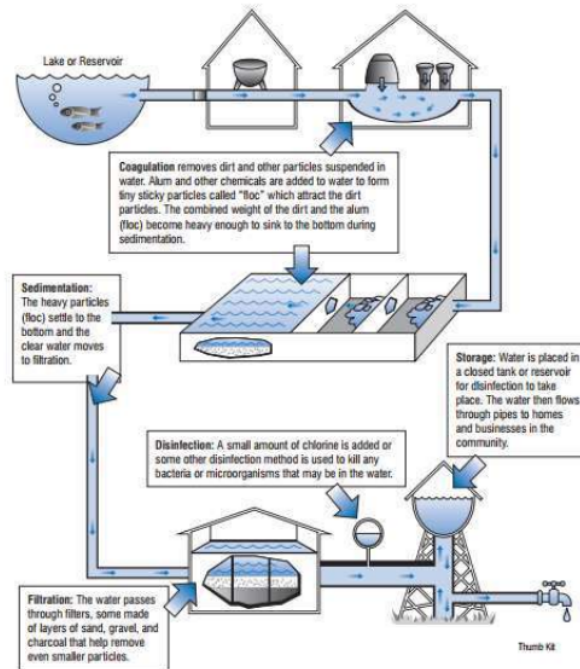 Lake or Reservoir
Coagulation removes dirt and other particles suspended in
water. Alum and other chemicals are added to water to form
tiny sticky particles called "floc" which attract the dirt
particles. The combined weight of the dirt and the alum
(floc) become heavy enough to sink to the bottom during
sedimentation.
Sedimentation:
The heavy particles
(floc) settle to the
bottom and the
clear water moves
to filtration.
Storage: Water is placed in
a closed tank or reservoir
for disinfection to take
place. The water then flows
through pipes to homes
and businesses in the
community.
Disinfection: A small amount of chlorine is added or
some other disinfection method is used to kill any
bacteria or microorganisms that may be in the water.
Filtration: The water passes
through filters, some made
of layers of sand, gravel, and
charcoal that help remove
even smaller particles.
Thumb Kit